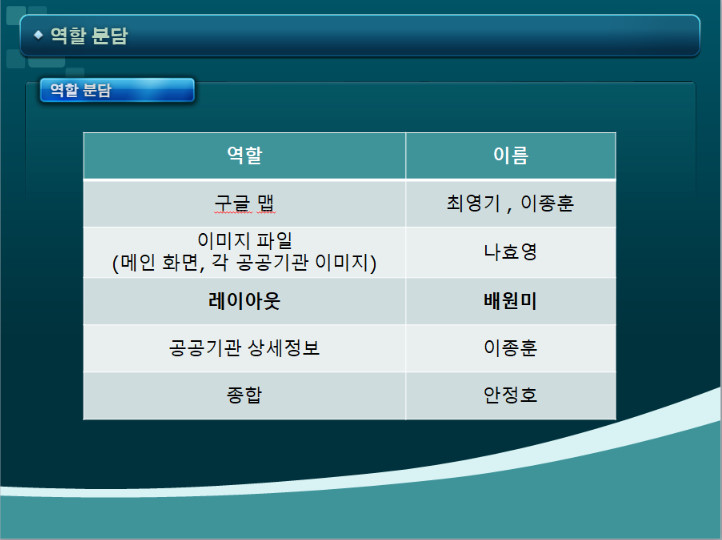 역할 분담
역할 분담
역할 이름
구글 맵 최영기 , 이종훈
이미지 파일
(메인 화면, 각 공공기관 이미지) 나효영
레이아웃 배원미
공공기관 상세정보 이종훈
종합 안정호